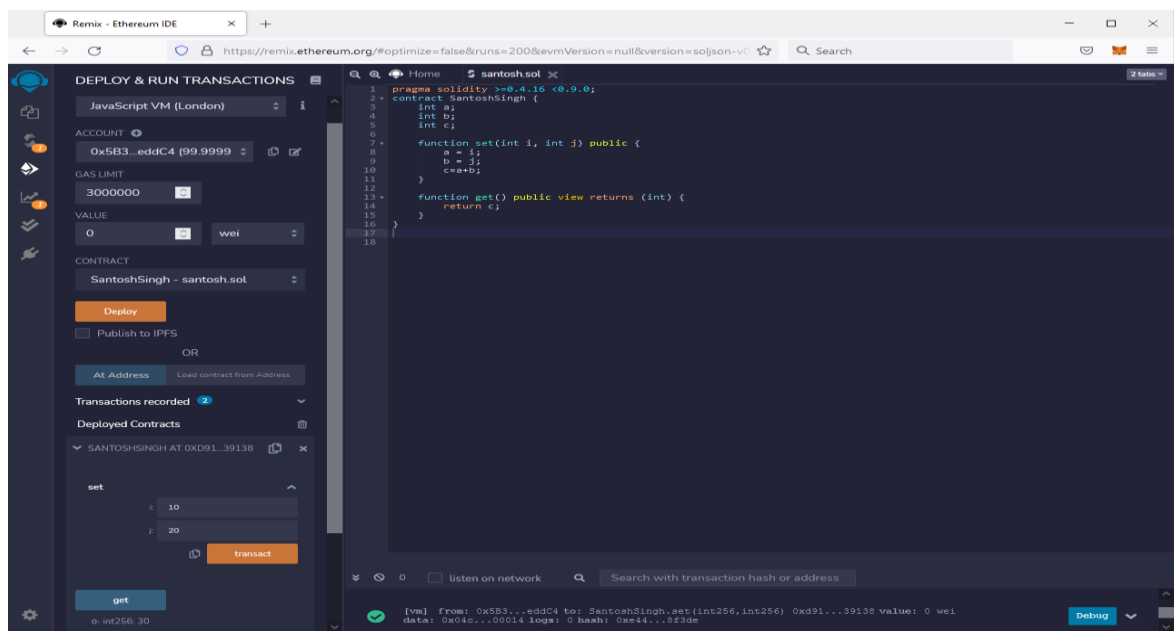 Remix - Ethereum IDE
https://remix.ethereum.org/#optimize=false&runs=200&evmVersion=null&version=soljson-v0
Search
DEPLOY & RUN TRANSACTIONS
JavaScript VM (London)
i
ACCOUNT
0x5B3...eddC4 (99.9999
GAS LIMIT
3000000
VALUE
0
wei
CONTRACT
SantoshSingh - santosh.sol
Deploy
Publish to IPFS
OR
At Address
Load contract from Address
Transactions recorded 2
Deployed Contracts
SANTOSHSINGH AT 0XD91...39138
set
i: 10
j: 20
transact
get
0: int256: 30
Home
santosh.sol
2 tabs
1 pragma solidity >=0.4.16 <0.9.0;
2 contract SantoshSingh {
3 int a;
4 int b;
5 int c;
6
7 function set(int i, int j) public {
8 a = i;
9 b = j;
10 c=a+b;
11 }
12
13 function get() public view returns (int) {
14 return c;
15 }
16 }
17
18
0
listen on network
Search with transaction hash or address
[vm] from: 0x5B3...eddC4 to: SantoshSingh.set(int256,int256) 0xd91...39138 value: 0 wei
data: 0x04c...00014 logs: 0 hash: 0xe44...8f3de
Debug